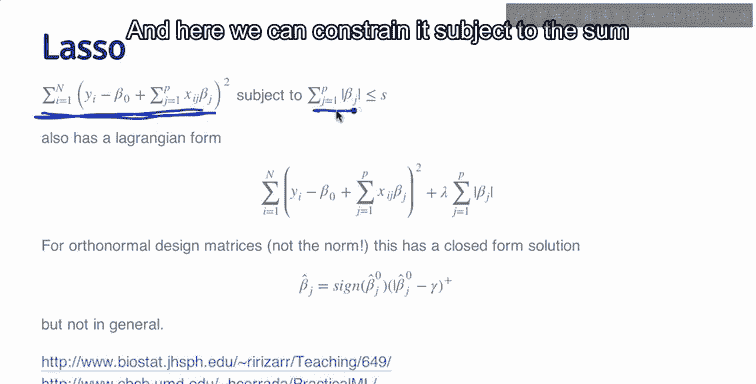 And here we can constrain it subject to the sum
Lasso
∑_{i=1}^{N} (y_i − β_0 + ∑_{j=1}^{p} x_{ij}β_j)^2 subject to ∑_{j=1}^{p} |β_j| ≤ s
also has a lagrangian form
∑_{i=1}^{N} (y_i − β_0 + ∑_{j=1}^{p} x_{ij}β_j)^2 + λ ∑_{j=1}^{p} |β_j|
For orthonormal design matrices (not the norm!) this has a closed form solution
β̂_j = sign(β̂_j^0)(|β̂_j^0 − γ)^+
but not in general.
http://www.biostat.jhsph.edu/~ririzarr/Teaching/649/